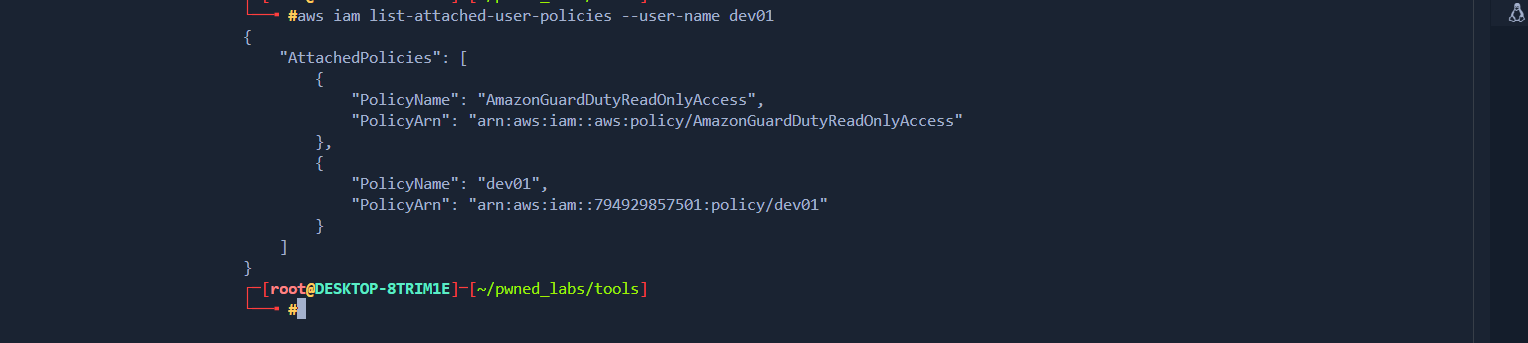 #aws iam list-attached-user-policies --user-name dev01
{
    "AttachedPolicies": [
        {
            "PolicyName": "AmazonGuardDutyReadOnlyAccess",
            "PolicyArn": "arn:aws:iam::aws:policy/AmazonGuardDutyReadOnlyAccess"
        },
        {
            "PolicyName": "dev01",
            "PolicyArn": "arn:aws:iam::794929857501:policy/dev01"
        }
    ]
}
[root@DESKTOP-8TRIM1E]─[~/pwned_labs/tools]
#